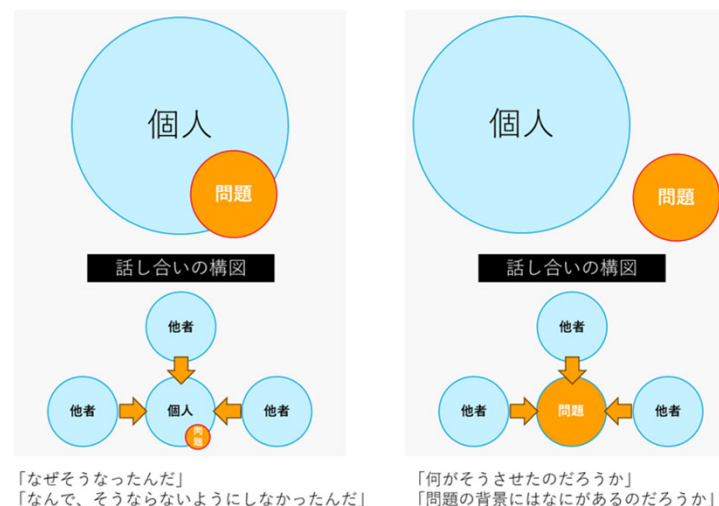 個人
問題
話し合いの構図
他者
他者
個人
問題
他者
「なぜそうなったんだ」
「なんで、そうならないようにしなかったんだ」
個人
問題
話し合いの構図
他者
他者
問題
他者
「何がそうさせたのだろうか」
「問題の背景にはなにがあるのだろうか」